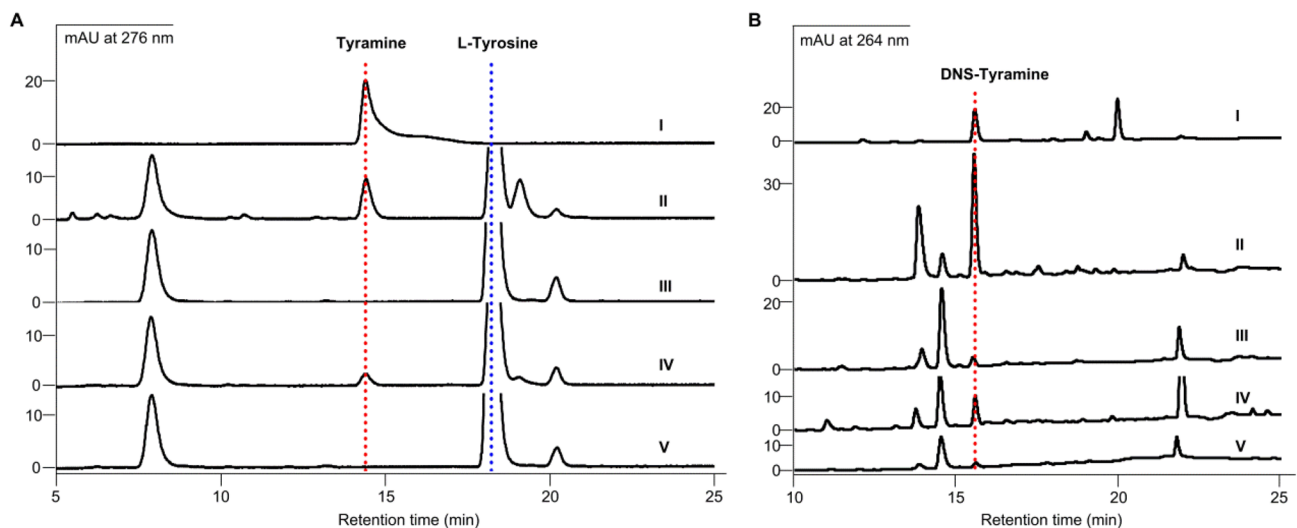 A
mAU at 276 nm
Tyramine
L-Tyrosine
20
0
I
10
0
II
10
0
III
10
0
IV
10
0
V
5
10
15
20
25
Retention time (min)
B
mAU at 264 nm
DNS-Tyramine
20
0
I
30
0
II
20
0
III
10
0
IV
10
0
V
10
15
20
25
Retention time (min)